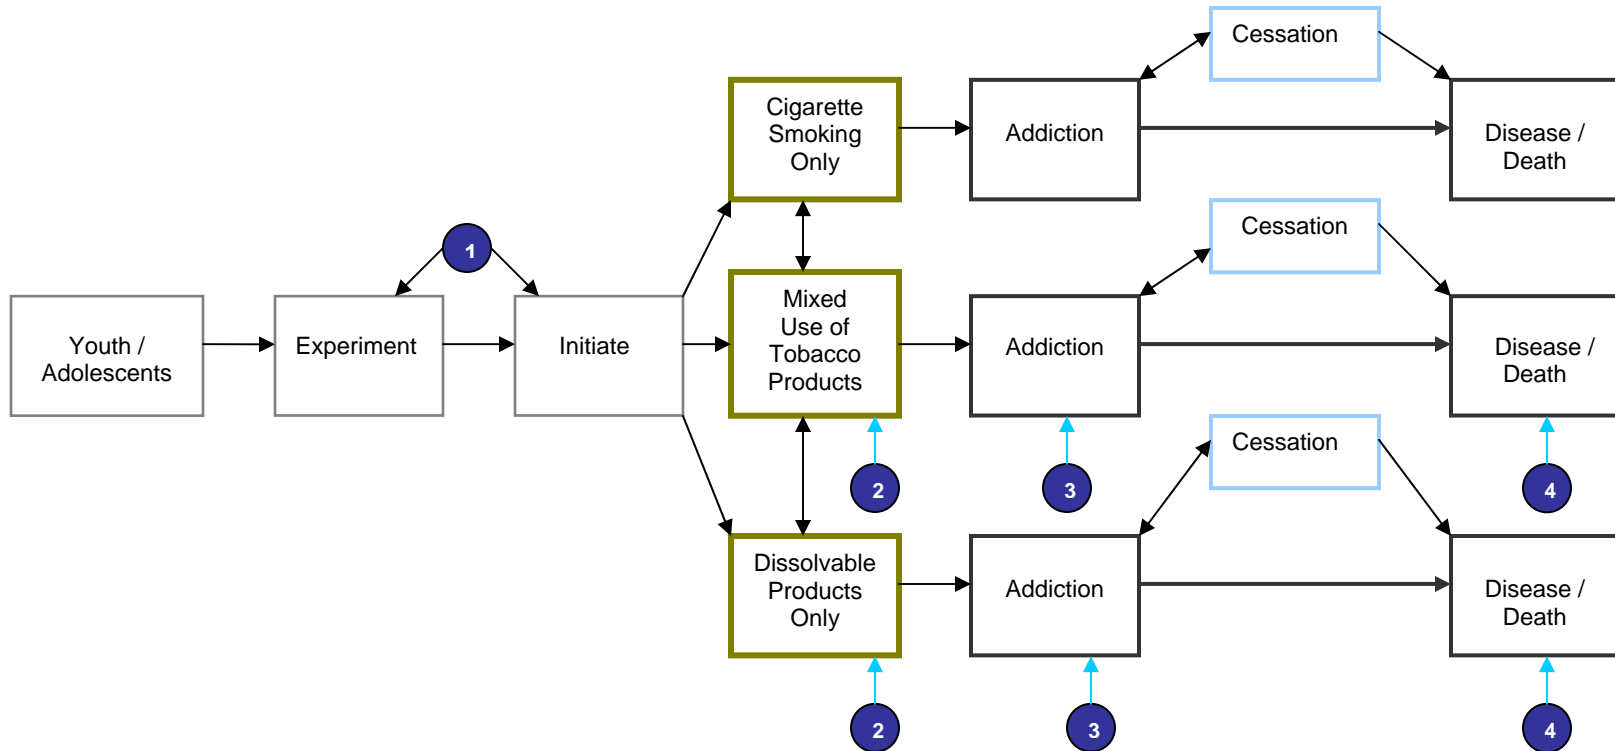 Cessation
Cigarette
Smoking
Only
Addiction
Disease /
Death
1
Cessation
Youth /
Adolescents
Experiment
Initiate
Mixed
Use of
Tobacco
Products
Addiction
Disease /
Death
2
3
4
Cessation
Dissolvable
Products
Only
Addiction
Disease /
Death
2
3
4